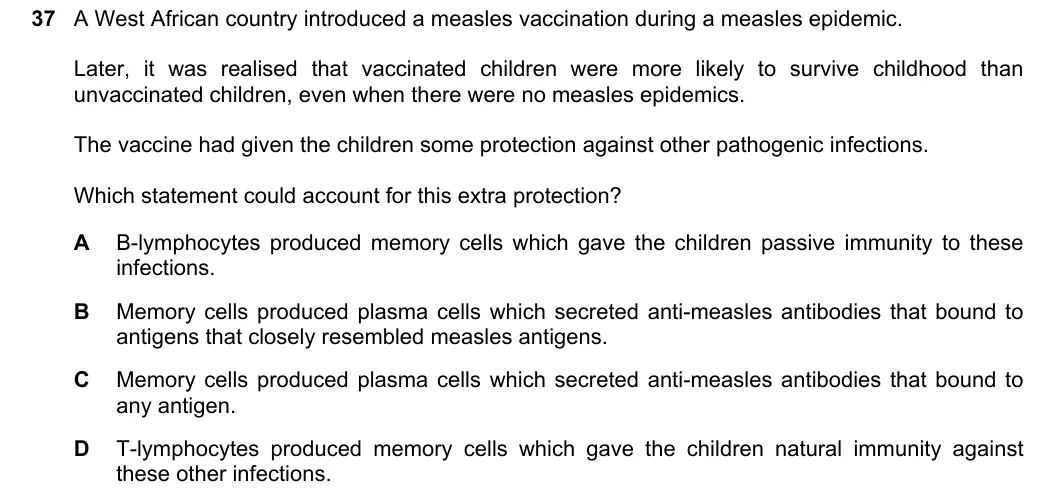 37 A West African country introduced a measles vaccination during a measles epidemic.
Later, it was realised that vaccinated children were more likely to survive childhood than
unvaccinated children, even when there were no measles epidemics.
The vaccine had given the children some protection against other pathogenic infections.
Which statement could account for this extra protection?
A B-lymphocytes produced memory cells which gave the children passive immunity to these
infections.
B Memory cells produced plasma cells which secreted anti-measles antibodies that bound to
antigens that closely resembled measles antigens.
C Memory cells produced plasma cells which secreted anti-measles antibodies that bound to
any antigen.
D T-lymphocytes produced memory cells which gave the children natural immunity against
these other infections.